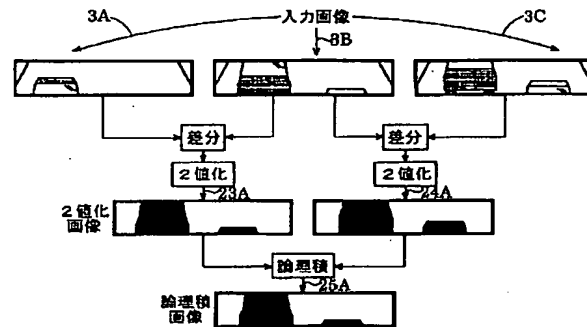 3A 入力画像 3C
3B
差分 差分
2値化 2値化
23A 24A
2値化
画像
論理積
25A
論理積
画像